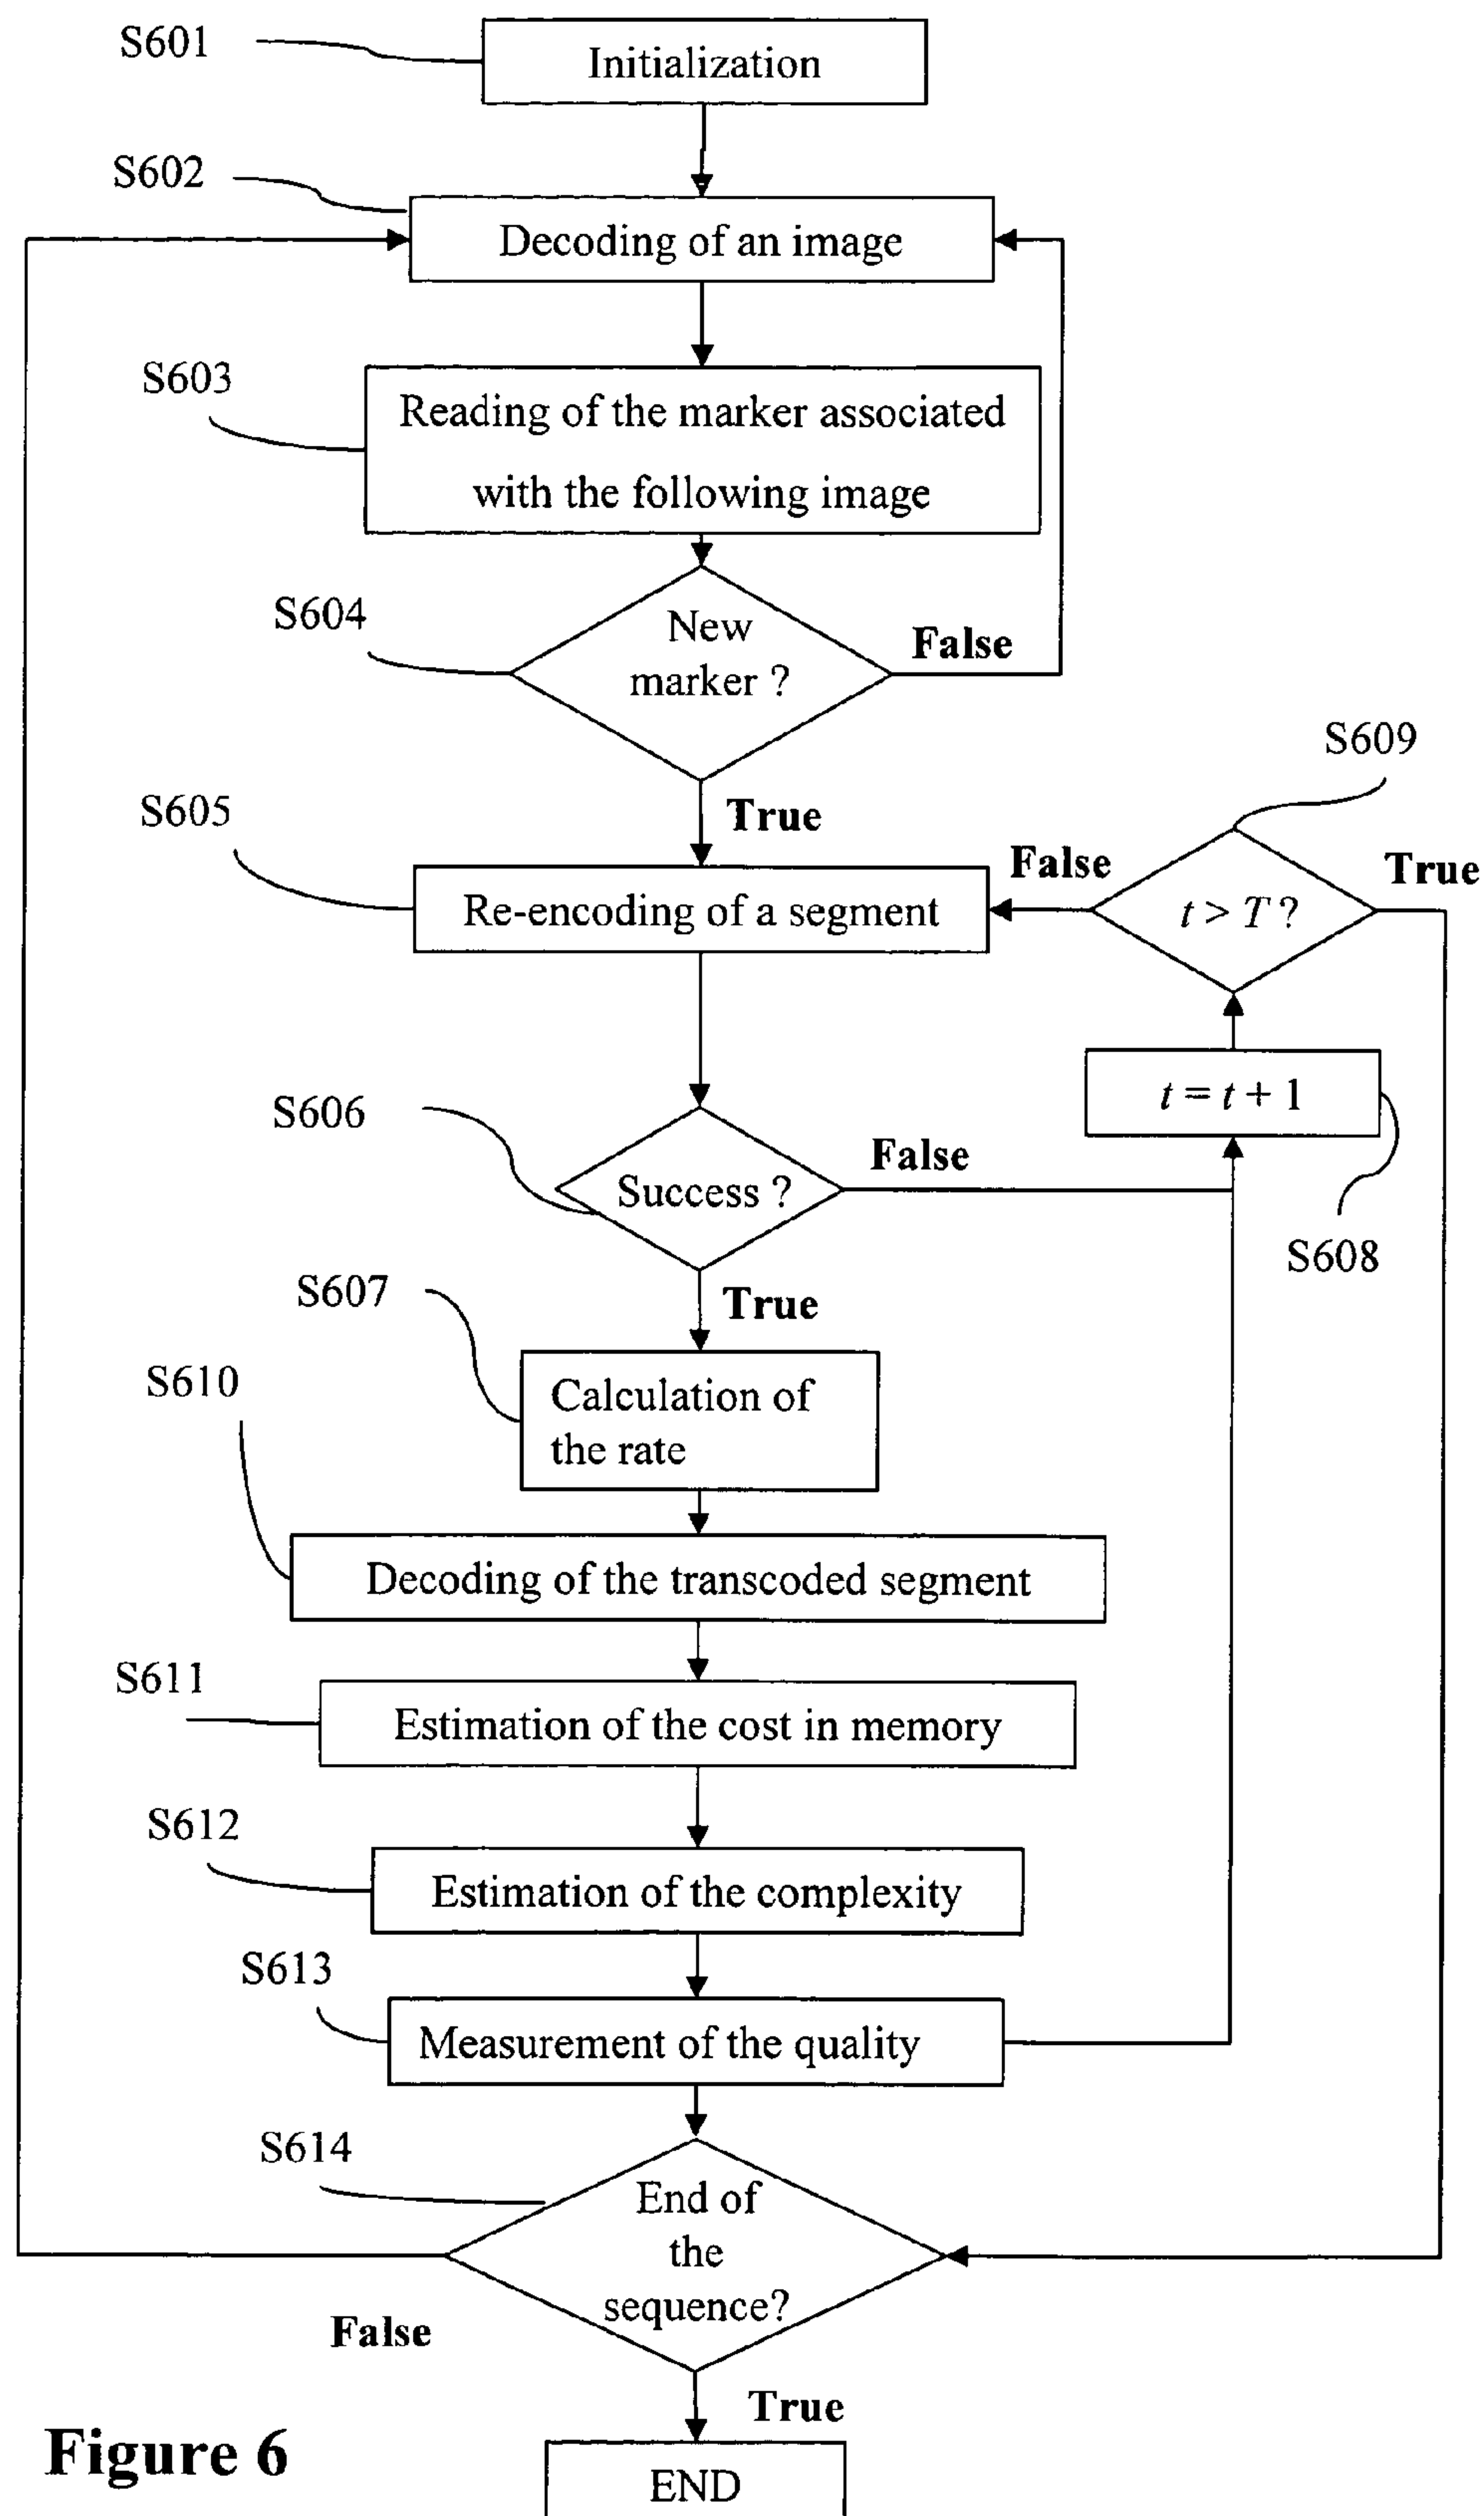 S601
Initialization
S602
Decoding of an image
S603
Reading of the marker associated
with the following image
S604
New
marker ?
False
S609
S605
True
False
True
Re-encoding of a segment
t > T ?
t = t + 1
S606
False
Success ?
S608
S607
True
Calculation of
the rate
S610
Decoding of the transcoded segment
S611
Estimation of the cost in memory
S612
Estimation of the complexity
S613
Measurement of the quality
S614
End of
the
sequence?
False
True
Figure 6
END